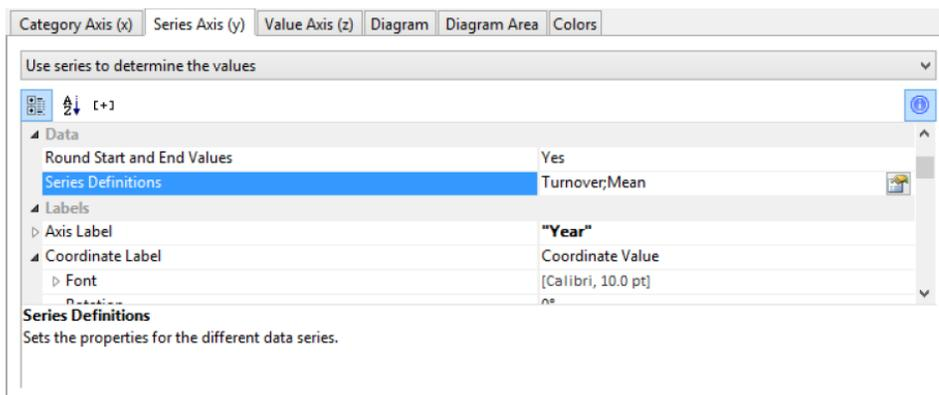 Category Axis (x) Series Axis (y) Value Axis (z) Diagram Diagram Area Colors
Use series to determine the values
Data
Round Start and End Values Yes
Series Definitions Turnover;Mean
Labels
Axis Label "Year"
Coordinate Label Coordinate Value
Font [Calibri, 10.0 pt]
Rotation 0°
Series Definitions
Sets the properties for the different data series.